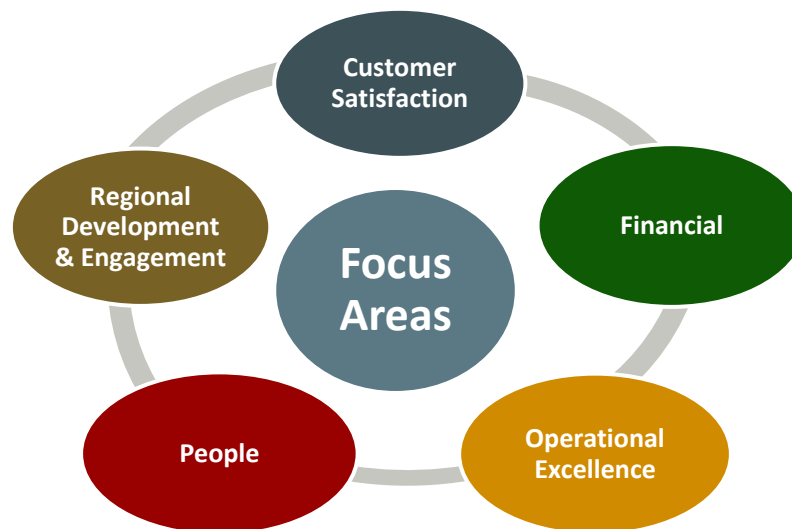 Customer
Satisfaction
Regional
Development
& Engagement
Financial
Focus
Areas
People
Operational
Excellence